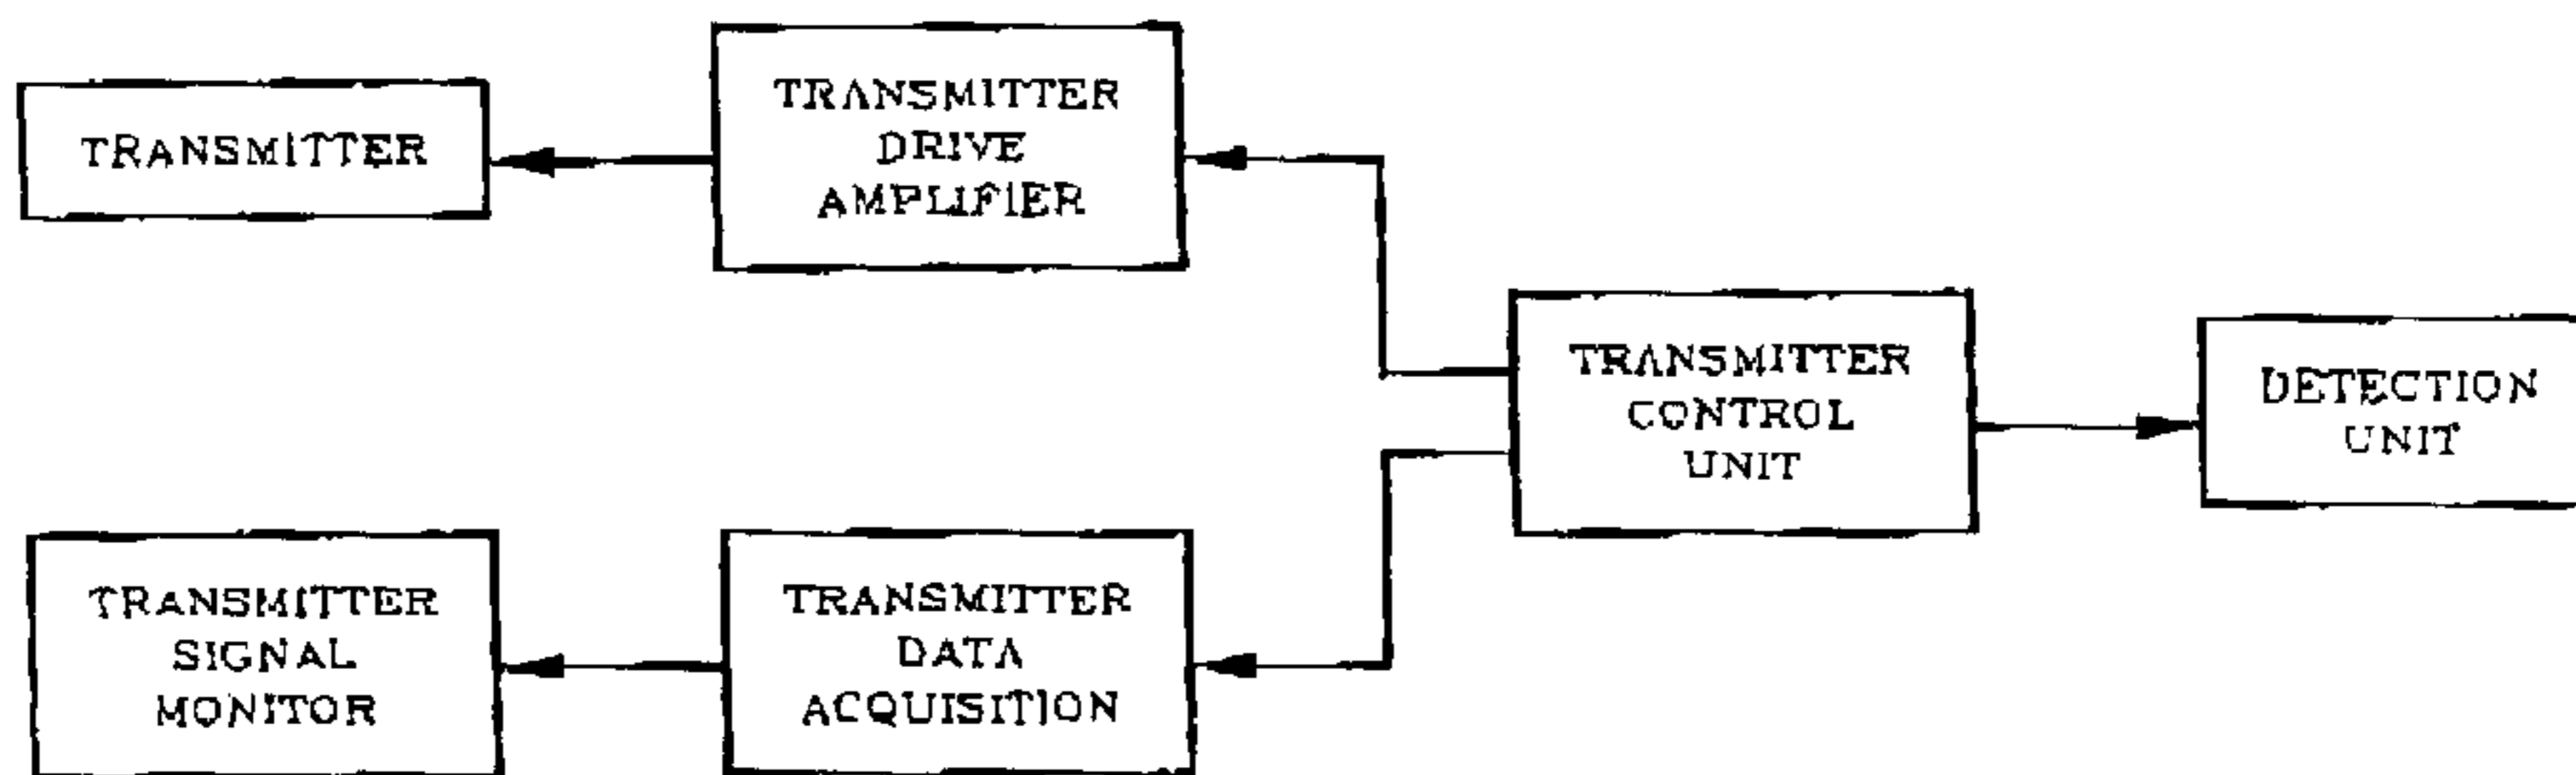 TRANSMITTER
TRANSMITTER
DRIVE
AMPLIFIER
TRANSMITTER
CONTROL
UNIT
DETECTION
UNIT
TRANSMITTER
SIGNAL
MONITOR
TRANSMITTER
DATA
ACQUISITION